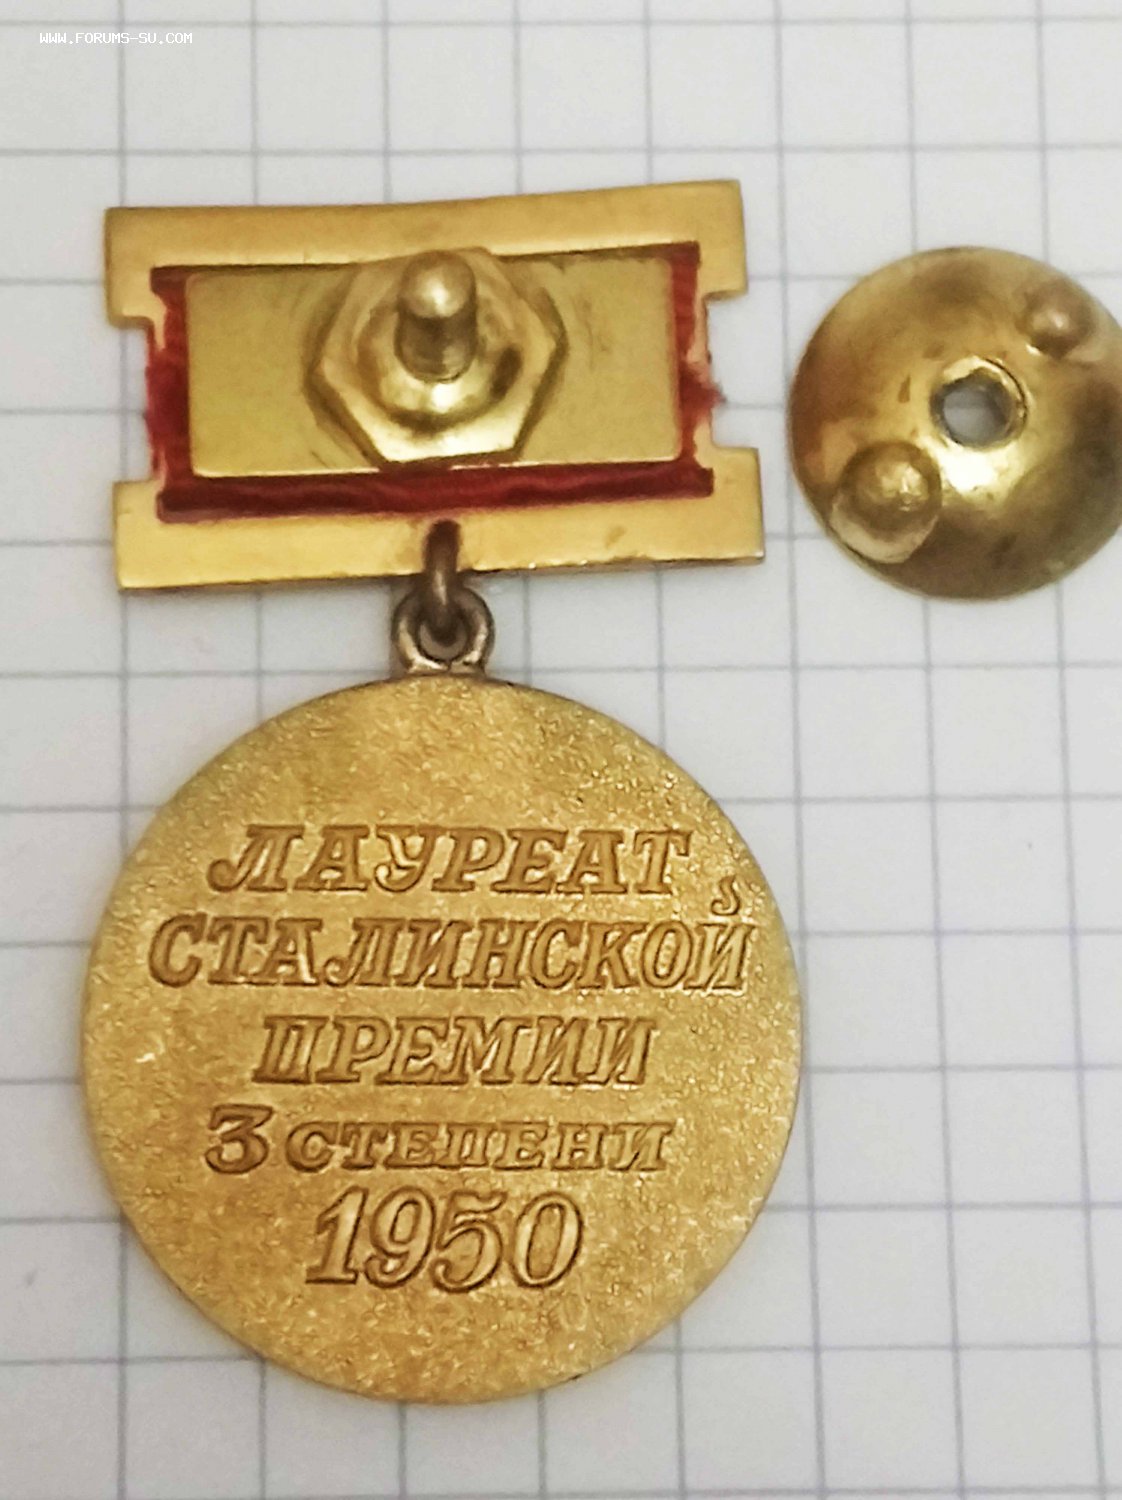 WWW.FORUMS-SU.COM
ЛАУРЕАТ
СТАЛИНСКОЙ
ПРЕМИИ
3 СТЕПЕНИ
1950